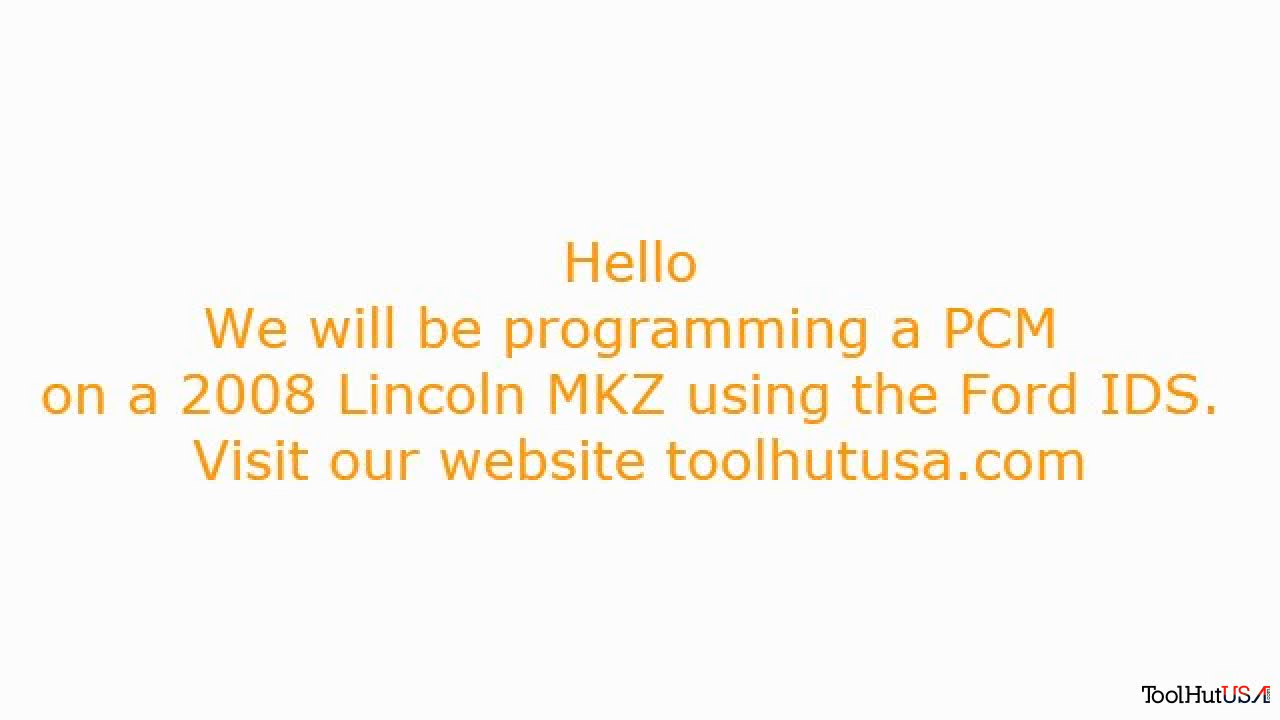 Hello
We will be programming a PCM
on a 2008 Lincoln MKZ using the Ford IDS.
Visit our website toolhutusa.com
ToolHutUSA